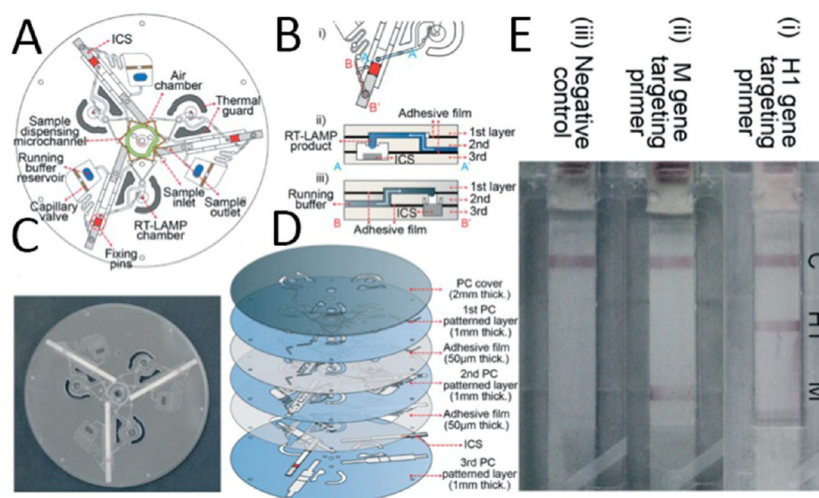 A
ICS
Air
chamber
Thermal
guard
Sample
dispensing
microchannel
Running
buffer
reservoir
Capillary
valve
Fixing
pins
RT-LAMP
chamber
Sample
inlet
Sample
outlet
B
i)
A
A'
B
B'
ii)
Adhesive film
RT-LAMP
product
1st layer
2nd
3rd
ICS
A
A'
iii)
Running
buffer
1st layer
2nd
3rd
ICS
B
Adhesive film
B'
C
D
PC cover
(2mm thick.)
1st PC
patterned layer
(1mm thick.)
Adhesive film
(50µm thick.)
2nd PC
patterned layer
(1mm thick.)
Adhesive film
(50µm thick.)
ICS
3rd PC
patterned layer
(1mm thick.)
E
(iii) Negative
control
(ii) M gene
targeting
primer
(i) H1 gene
targeting
primer
C
H1
M